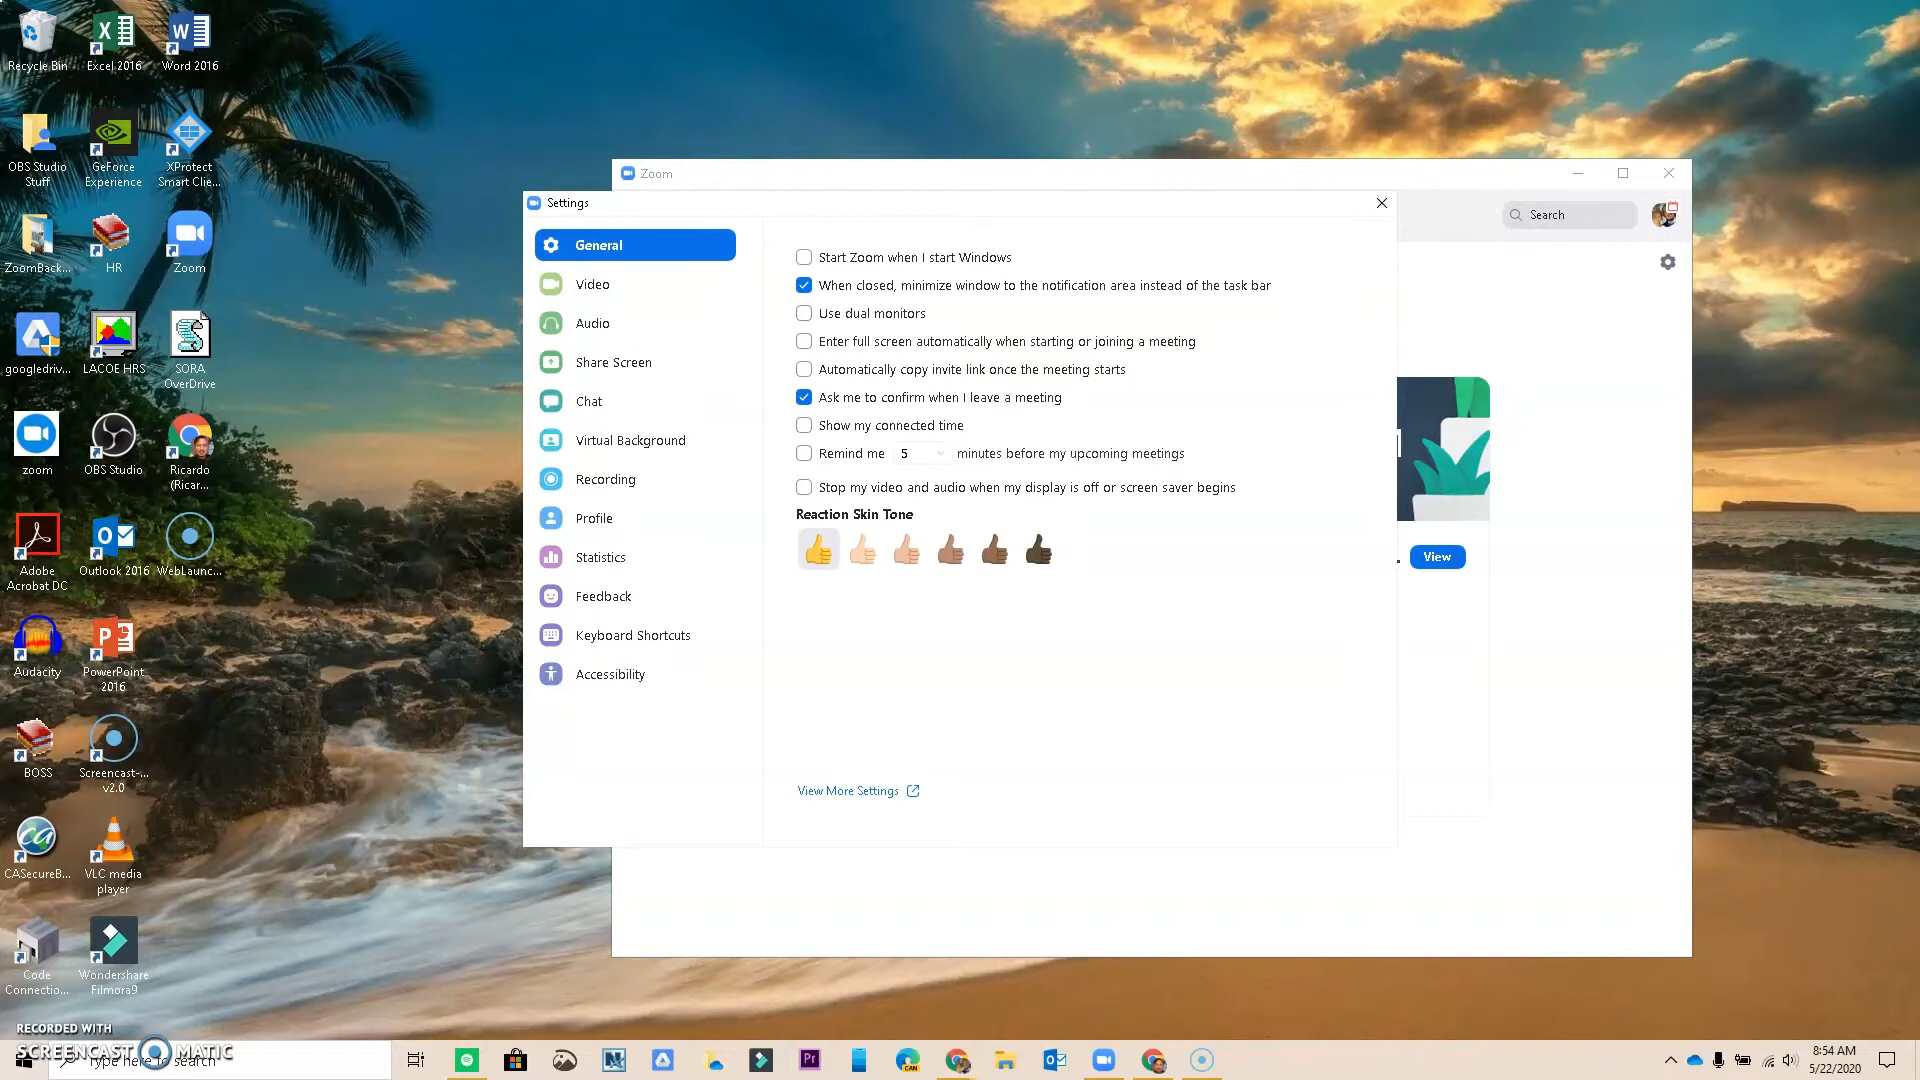 Recycle Bin
Excel 2016
Word 2016
OBS Studio
Stuff
GeForce
Experience
XProtect
Smart Clie...
ZoomBack...
HR
Zoom
googledriv...
LACOE HRS
SORA
OverDrive
zoom
OBS Studio
Ricardo
(Ricar...
Adobe
Acrobat DC
Outlook 2016
WebLaunc...
Audacity
PowerPoint
2016
BOSS
Screencast-...
v2.0
CASecureB...
VLC media
player
Code
Connectio...
Wondershare
Filmora9
Zoom
Search
View
Settings
General
Video
Audio
Share Screen
Chat
Virtual Background
Recording
Profile
Statistics
Feedback
Keyboard Shortcuts
Accessibility
Start Zoom when I start Windows
When closed, minimize window to the notification area instead of the task bar
Use dual monitors
Enter full screen automatically when starting or joining a meeting
Automatically copy invite link once the meeting starts
Ask me to confirm when I leave a meeting
Show my connected time
Remind me 5 minutes before my upcoming meetings
Stop my video and audio when my display is off or screen saver begins
Reaction Skin Tone
View More Settings
RECORDED WITH
SCREENCAST MATIC
Type here to search
Pr
CAN
8:54 AM
5/22/2020